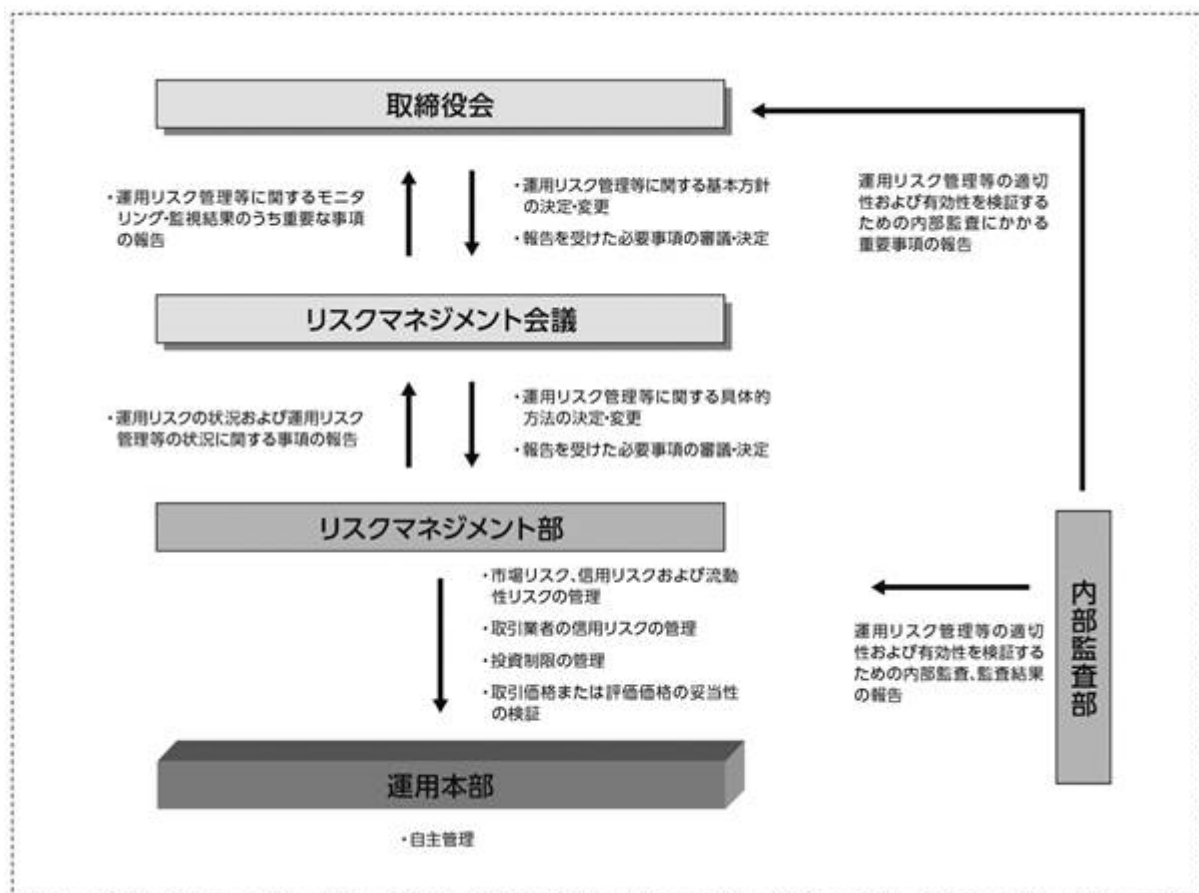 取締役会
・運用リスク管理等に関するモニタ
リング・監視結果のうち重要な事項
の報告
・運用リスク管理等に関する基本方針
の決定・変更
・報告を受けた必要事項の審議・決定
運用リスク管理等の適切
性および有効性を検証する
ための内部監査にかかる
重要事項の報告
リスクマネジメント会議
・運用リスクの状況および運用リスク
管理等の状況に関する事項の報告
・運用リスク管理等に関する具体的
方法の決定・変更
・報告を受けた必要事項の審議・決定
リスクマネジメント部
・市場リスク、信用リスクおよび流動
性リスクの管理
・取引業者の信用リスクの管理
・投資制限の管理
・取引価格または評価価格の妥当性
の検証
運用リスク管理等の適切
性および有効性を検証する
ための内部監査、監査結果
の報告
内部監査部
運用本部
・自主管理